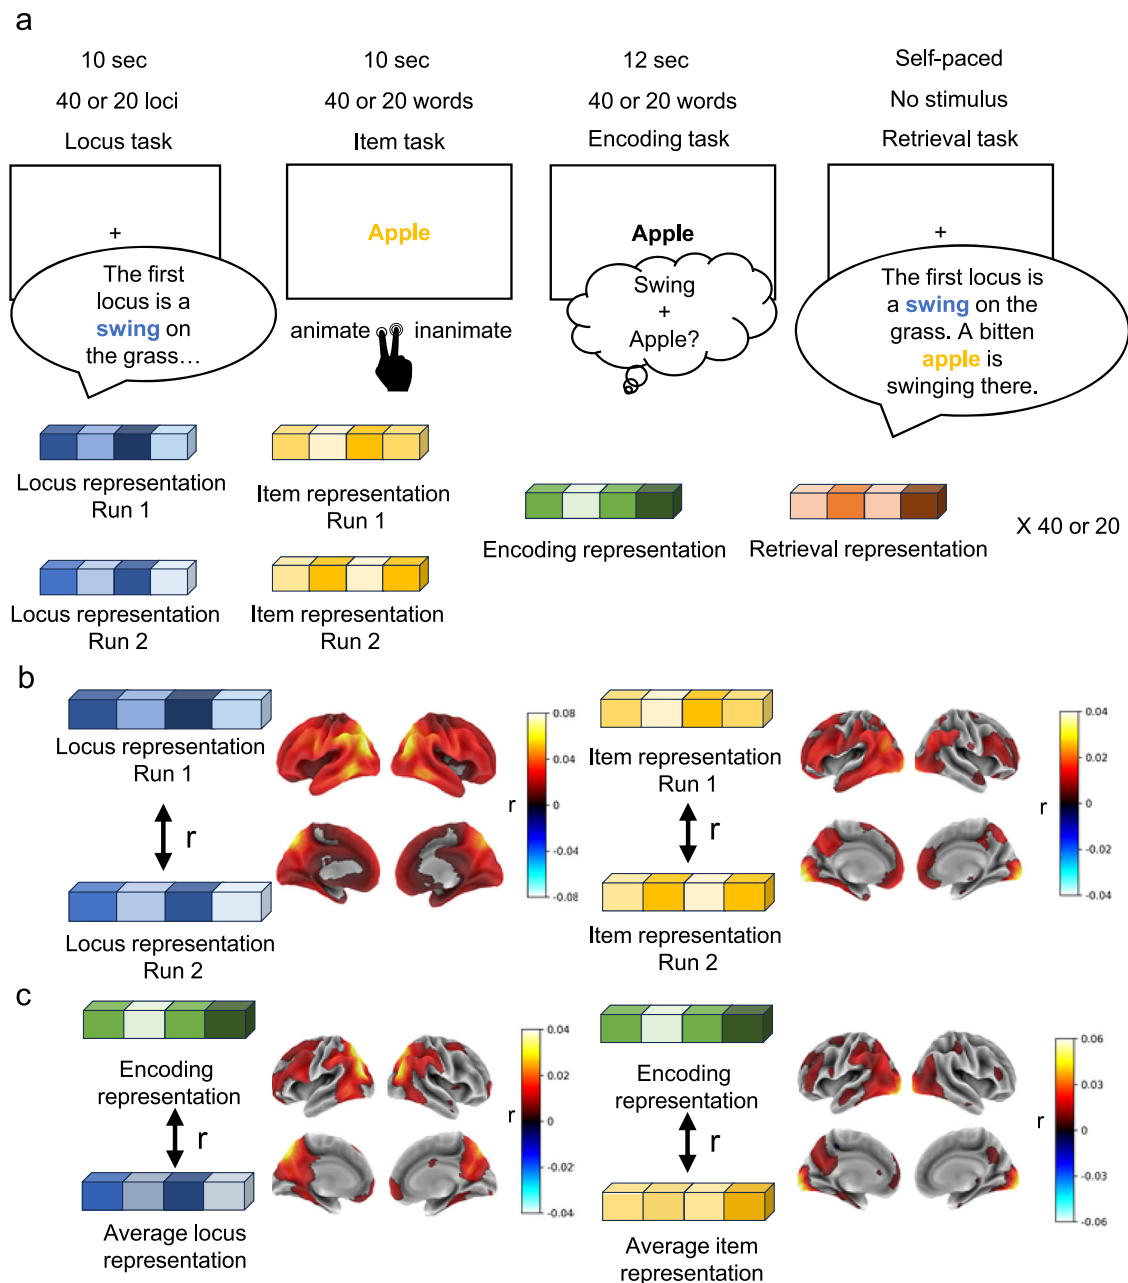 a
10 sec
40 or 20 loci
Locus task
+
The first
locus is a
swing on
the grass...
10 sec
40 or 20 words
Item task
Apple
animate
inanimate
12 sec
40 or 20 words
Encoding task
Apple
Swing
+
Apple?
Self-paced
No stimulus
Retrieval task
+
The first locus is
a swing on the
grass. A bitten
apple is
swinging there.
Locus representation
Run 1
Item representation
Run 1
Encoding representation
Retrieval representation
X 40 or 20
Locus representation
Run 2
Item representation
Run 2
b
Locus representation
Run 1
r
Locus representation
Run 2
r
0.08
0.04
0
-0.04
-0.08
Item representation
Run 1
r
Item representation
Run 2
r
0.04
0.02
0
-0.02
-0.04
c
Encoding
representation
r
Average locus
representation
r
0.04
0.02
0
-0.02
-0.04
Encoding
representation
r
Average item
representation
r
0.06
0.03
0
-0.03
-0.06